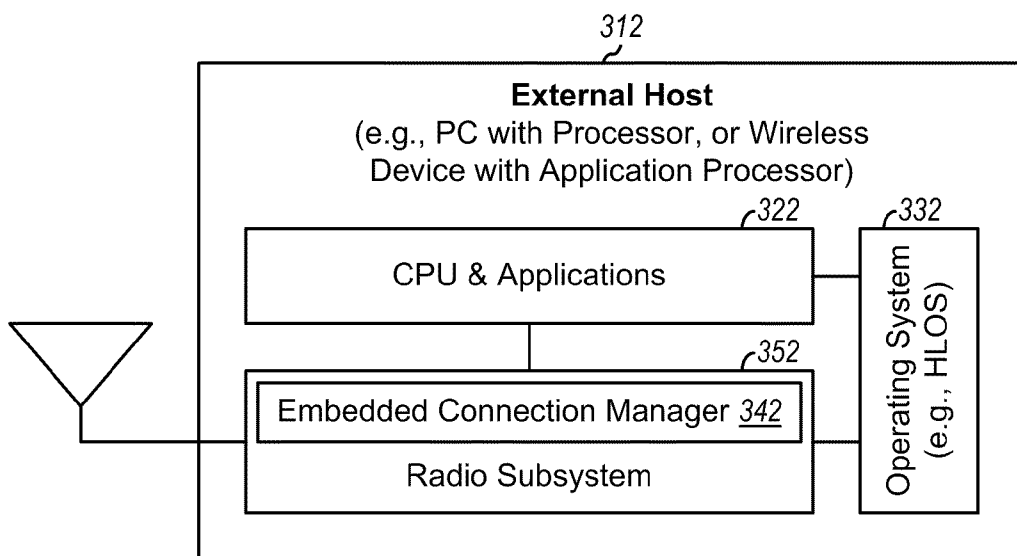 312
External Host
(e.g., PC with Processor, or Wireless
Device with Application Processor)
322
332
CPU & Applications
Operating System
(e.g., HLOS)
352
Embedded Connection Manager 342
Radio Subsystem